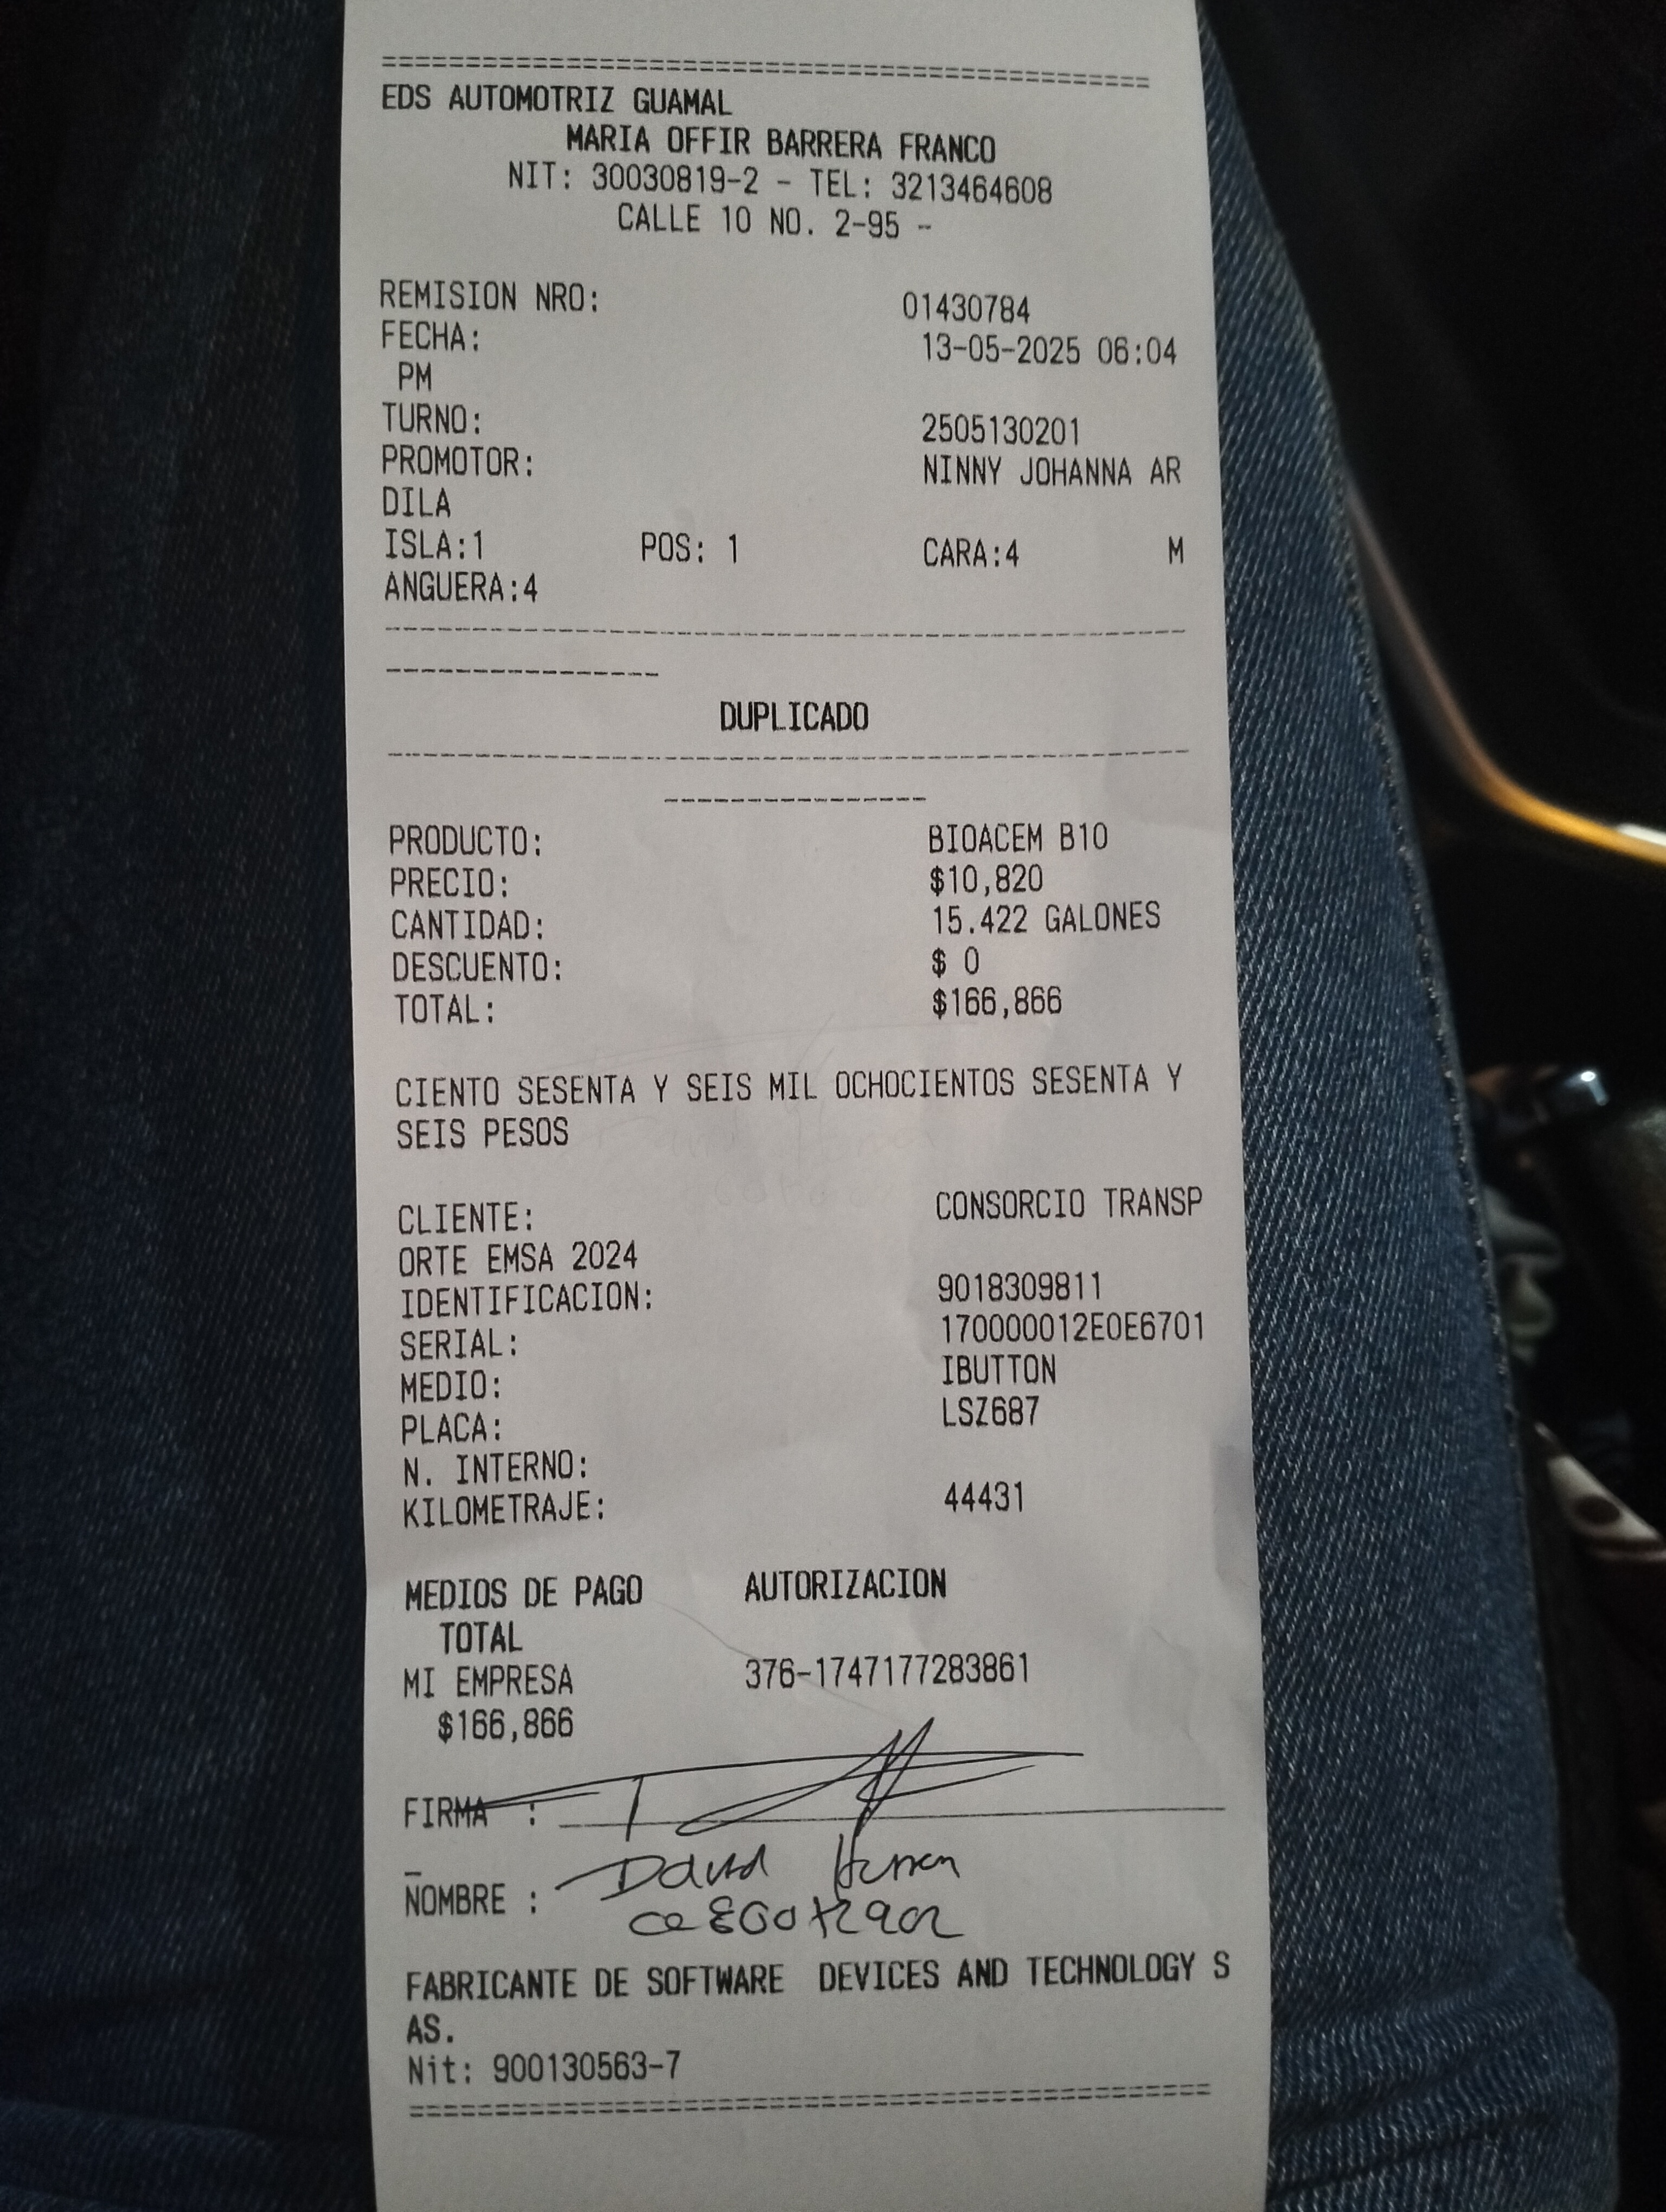 ==============================================
EDS AUTOMOTRIZ GUAMAL
MARIA OFFIR BARRERA FRANCO
NIT: 30030819-2 - TEL: 3213464608
CALLE 10 NO. 2-95 -
REMISION NRO: 01430784
FECHA: 13-05-2025 06:04
PM
TURNO: 2505130201
PROMOTOR: NINNY JOHANNA AR
DILA
ISLA:1 POS: 1 CARA:4 M
ANGUERA:4
DUPLICADO
PRODUCTO: BIOACEM B10
PRECIO: $10,820
CANTIDAD: 15.422 GALONES
DESCUENTO: $ 0
TOTAL: $166,866
CIENTO SESENTA Y SEIS MIL OCHOCIENTOS SESENTA Y
SEIS PESOS
CLIENTE: CONSORCIO TRANSP
ORTE EMSA 2024
IDENTIFICACION: 9018309811
SERIAL: 170000012E0E6701
MEDIO: IBUTTON
PLACA: LSZ687
N. INTERNO:
KILOMETRAJE: 44431
MEDIOS DE PAGO AUTORIZACION
TOTAL
MI EMPRESA 376-1747177283861
$166,866
FIRMA :
NOMBRE : David
FABRICANTE DE SOFTWARE DEVICES AND TECHNOLOGY S
AS.
Nit: 900130563-7
==============================================